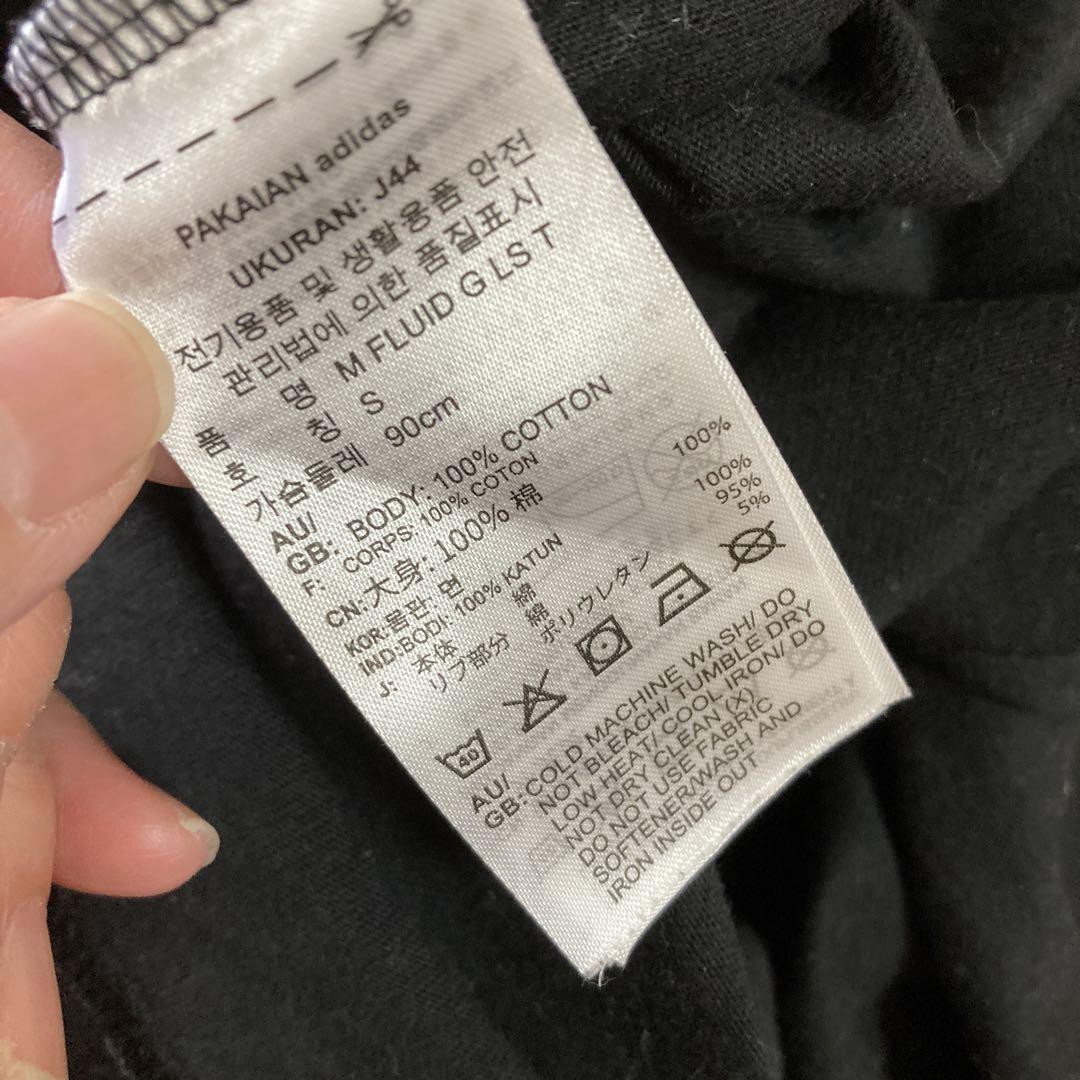 PAKAIAN adidas
UKURAN: J44
전기용품 및 생활용품 안전
관리법에 의한 품질표시
품 명 M FLUID G LS T
호 칭 S
가슴둘레 90cm
AU/
GB: BODY: 100% COTTON
F: CORPS: 100% COTON
CN: 大身: 100% 棉
KOR: 몸판: 면 100%
IND: BODI: 100% KATUN
J: 本体 綿 100%
リブ部分 綿 95%
ポリウレタン 5%
40
AU/
GB: COLD MACHINE WASH/ DO
NOT BLEACH/ TUMBLE DRY
LOW HEAT/ COOL IRON/ DO
NOT DRY CLEAN (X)
DO NOT USE FABRIC
SOFTENER/WASH AND
IRON INSIDE OUT